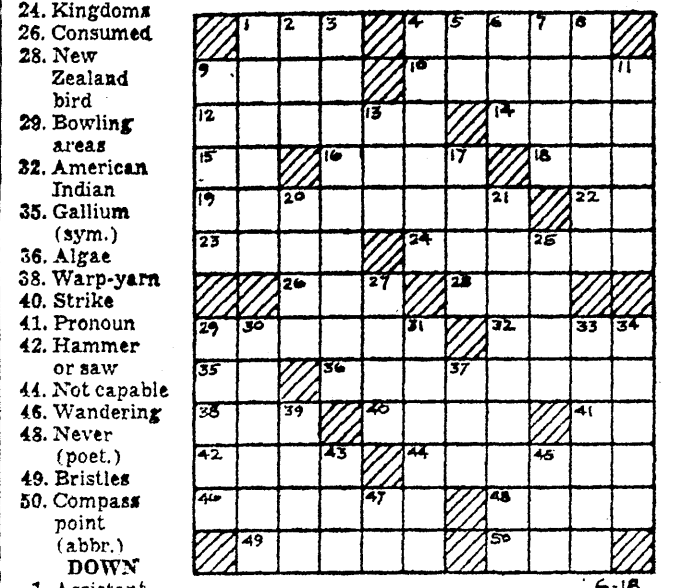 24. Kingdoms
26. Consumed
28. New
Zealand
bird
29. Bowling
areas
32. American
Indian
35. Gallium
(sym.)
36. Algae
38. Warp-yarn
40. Strike
41. Pronoun
42. Hammer
or saw
44. Not capable
46. Wandering
48. Never
(poet.)
49. Bristles
50. Compass
point
(abbr.)
DOWN
1. Assistant
1 2 3 4 5 6 7 8
9 10 11
12 13 14
15 16 17 18
19 20 21 22
23 24 25
26 27 28
29 30 31 32 33 34
35 36 37
38 39 40 41
42 43 44 45
46 47 48
49 50
6-18